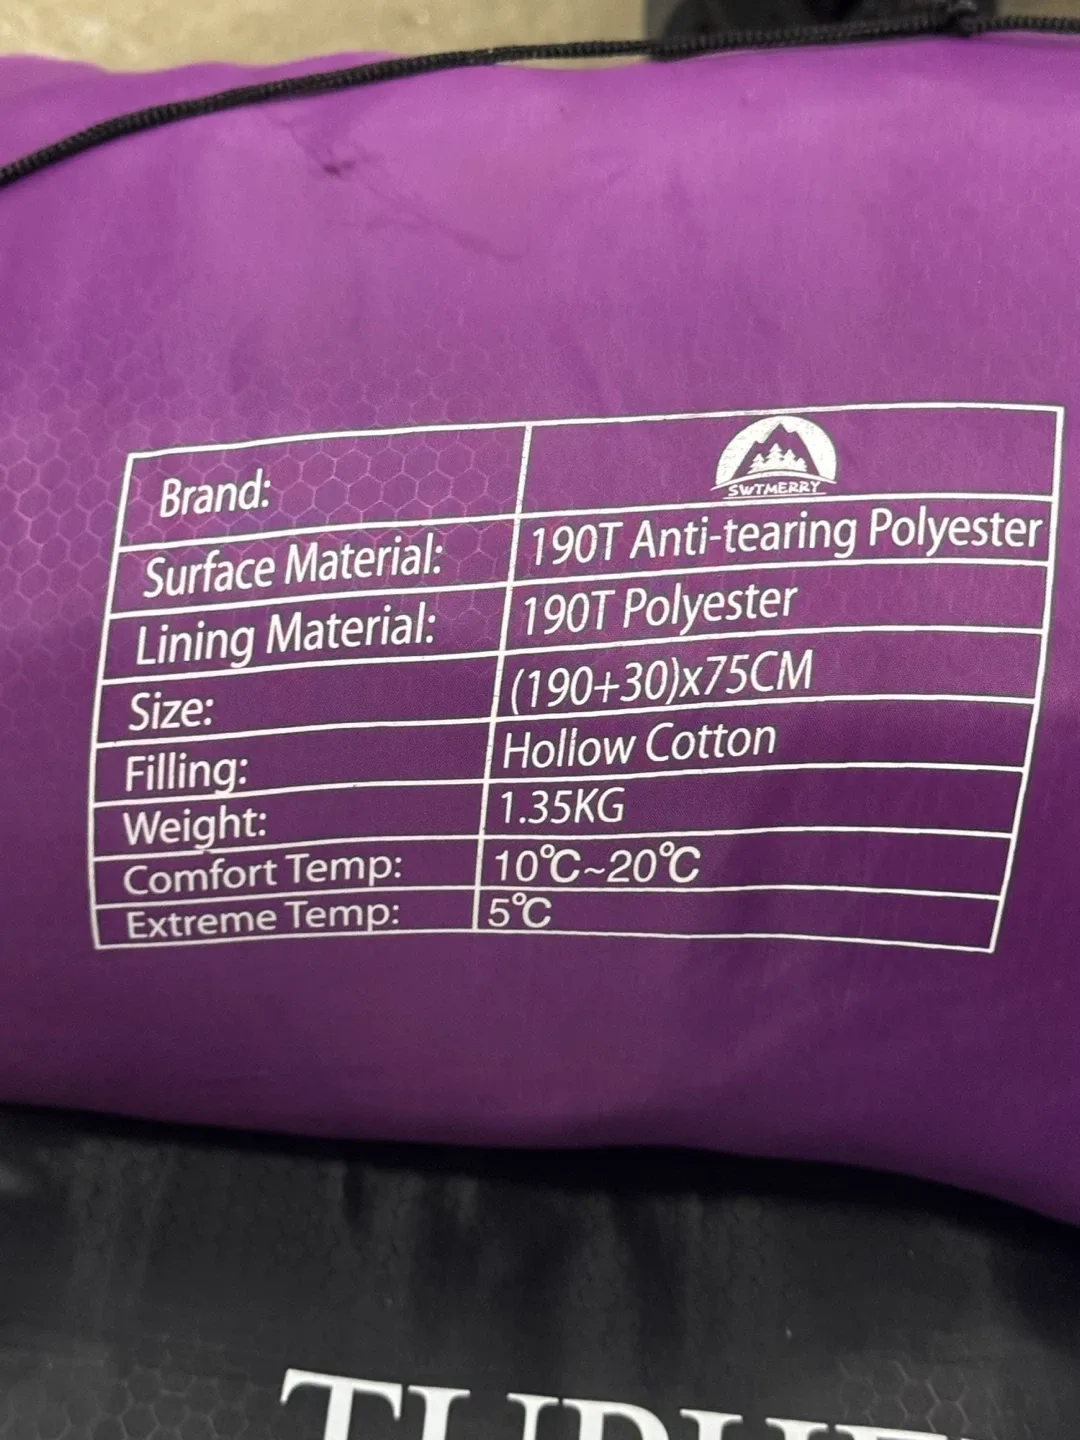 Brand: SWTMERRY
Surface Material: 190T Anti-tearing Polyester
Lining Material: 190T Polyester
Size: (190+30)x75CM
Filling: Hollow Cotton
Weight: 1.35KG
Comfort Temp: 10℃~20℃
Extreme Temp: 5℃